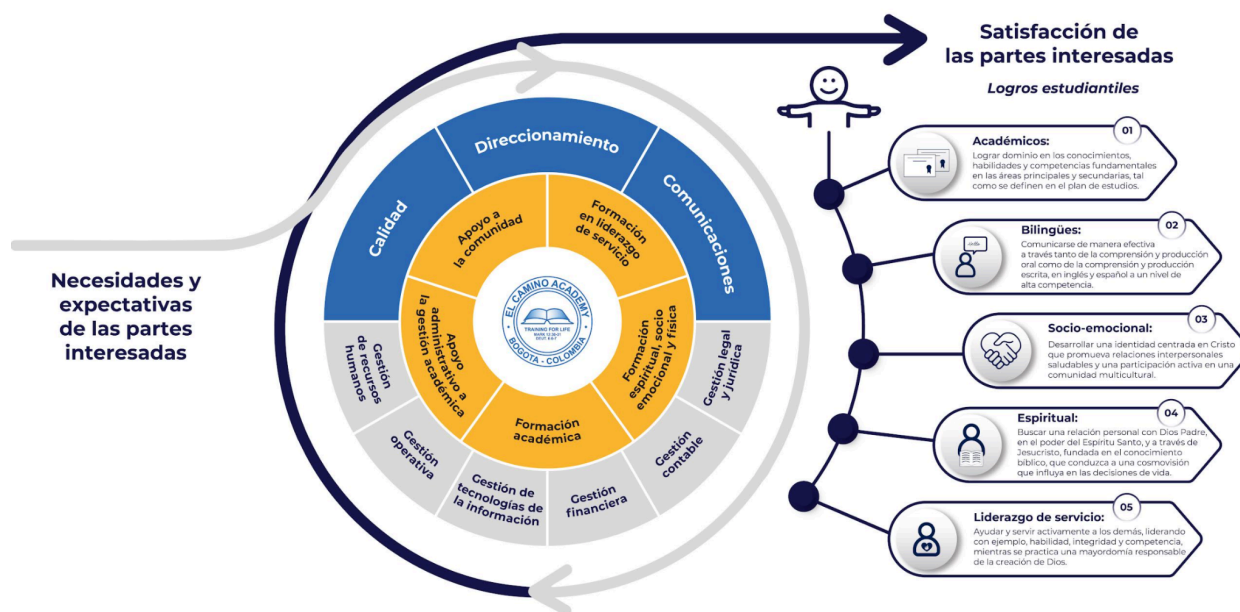 Necesidades y
expectativas
de las partes
interesadas
Calidad
Direccionamiento
Comunicaciones
Apoyo a
la comunidad
Formación
en liderazgo
de servicio
Apoyo
administrativo a
la gestión académica
Formación
espiritual, socio
emocional y física
Formación
académica
EL CAMINO ACADEMY
TRAINING FOR LIFE
BOGOTA - COLOMBIA
Gestión
de recursos
humanos
Gestión
operativa
Gestión de
tecnologías de
la información
Gestión
financiera
Gestión
contable
Gestión legal
y jurídica
Satisfacción de
las partes interesadas
Logros estudiantiles
01
Académicos:
Lograr dominio en los conocimientos,
habilidades y competencias fundamentales
en las áreas principales y secundarias, tal
como se definen en el plan de estudios.
02
Bilingües:
Comunicarse de manera efectiva
a través tanto de la comprensión y producción
oral como de la comprensión y producción
escrita, en inglés y español a un nivel de
alta competencia.
03
Socio-emocional:
Desarrollar una identidad centrada en Cristo
que promueva relaciones interpersonales
saludables y una participación activa en una
comunidad multicultural.
04
Espiritual:
Buscar una relación personal con Dios Padre,
en el poder del Espíritu Santo, y a través de
Jesucristo, fundada en el conocimiento
bíblico, que conduzca a una cosmovisión
que influya en las decisiones de vida.
05
Liderazgo de servicio:
Ayudar y servir activamente a los demás, liderando
con ejemplo, habilidad, integridad y competencia,
mientras se practica una mayordomía responsable
de la creación de Dios.